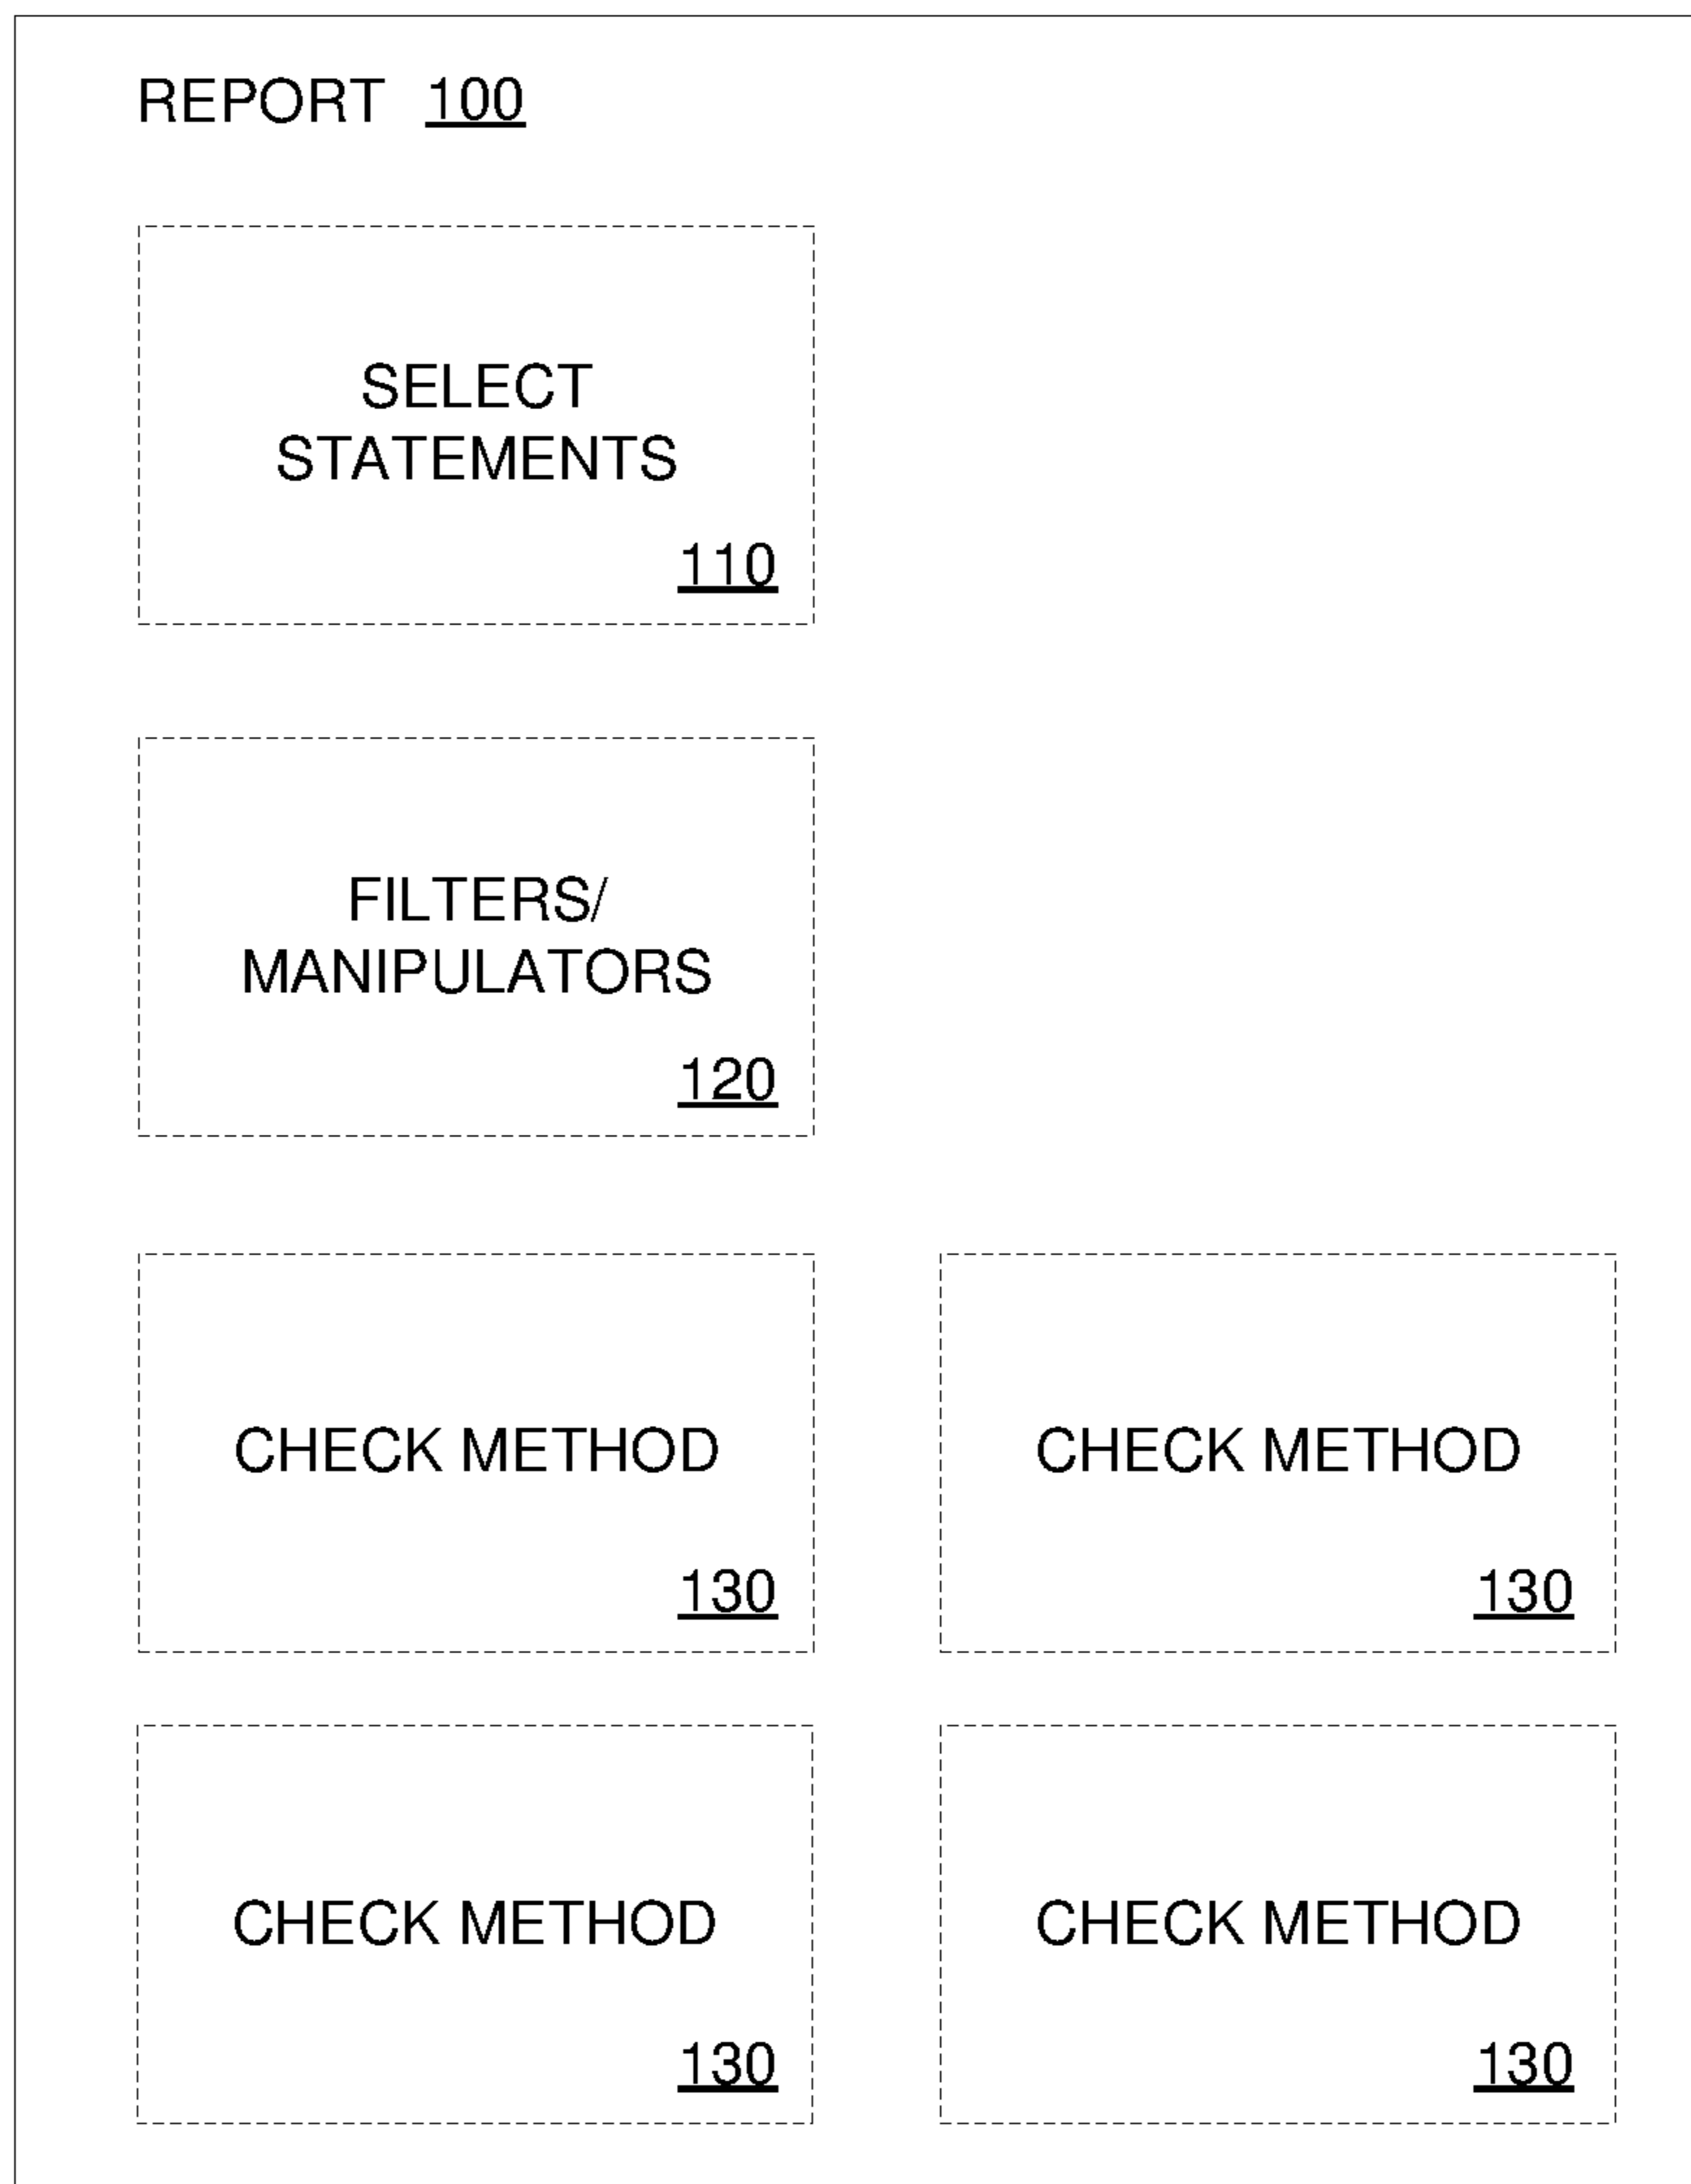 REPORT 100
SELECT
STATEMENTS
110
FILTERS/
MANIPULATORS
120
CHECK METHOD
130
CHECK METHOD
130
CHECK METHOD
130
CHECK METHOD
130